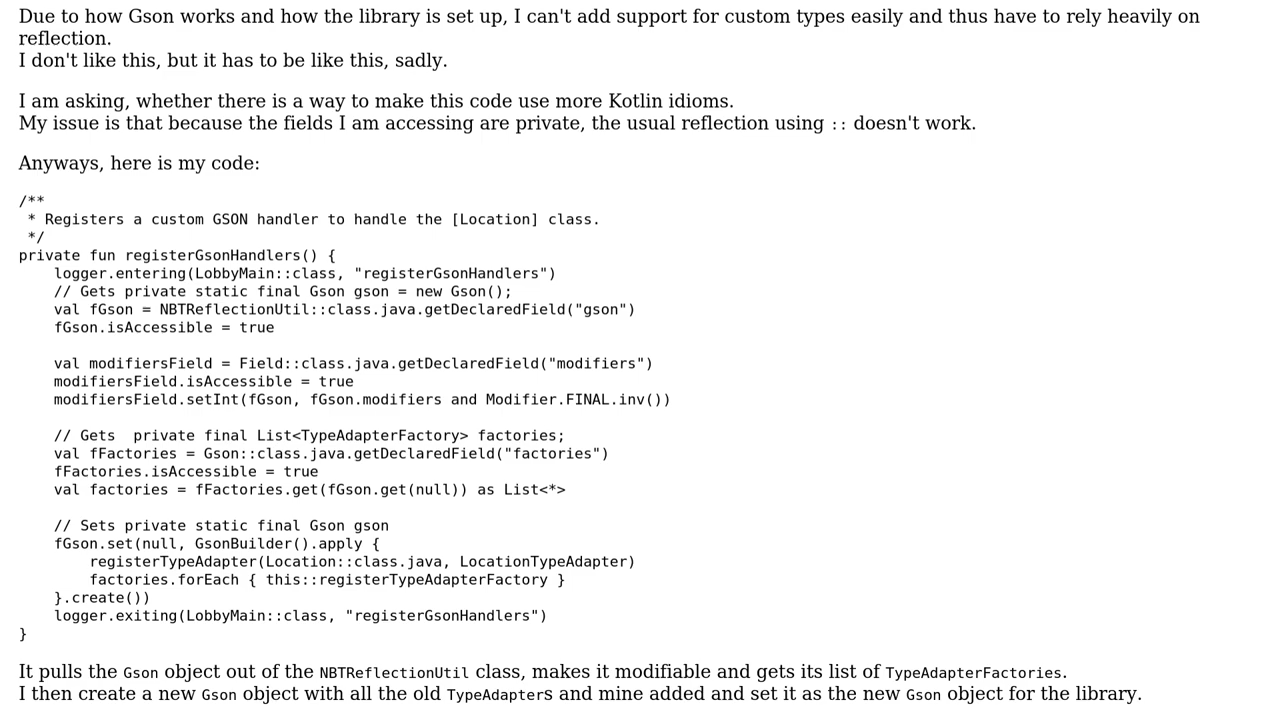 Due to how Gson works and how the library is set up, I can't add support for custom types easily and thus have to rely heavily on
reflection.
I don't like this, but it has to be like this, sadly.
I am asking, whether there is a way to make this code use more Kotlin idioms.
My issue is that because the fields I am accessing are private, the usual reflection using :: doesn't work.
Anyways, here is my code:
/**
 * Registers a custom GSON handler to handle the [Location] class.
 */
private fun registerGsonHandlers() {
    logger.entering(LobbyMain::class, "registerGsonHandlers")
    // Gets private static final Gson gson = new Gson();
    val fGson = NBTReflectionUtil::class.java.getDeclaredField("gson")
    fGson.isAccessible = true
    val modifiersField = Field::class.java.getDeclaredField("modifiers")
    modifiersField.isAccessible = true
    modifiersField.setInt(fGson, fGson.modifiers and Modifier.FINAL.inv())
    // Gets  private final List<TypeAdapterFactory> factories;
    val fFactories = Gson::class.java.getDeclaredField("factories")
    fFactories.isAccessible = true
    val factories = fFactories.get(fGson.get(null)) as List<*>
    // Sets private static final Gson gson
    fGson.set(null, GsonBuilder().apply {
        registerTypeAdapter(Location::class.java, LocationTypeAdapter)
        factories.forEach { this::registerTypeAdapterFactory }
    }.create())
    logger.exiting(LobbyMain::class, "registerGsonHandlers")
}
It pulls the Gson object out of the NBTReflectionUtil class, makes it modifiable and gets its list of TypeAdapterFactories.
I then create a new Gson object with all the old TypeAdapters and mine added and set it as the new Gson object for the library.